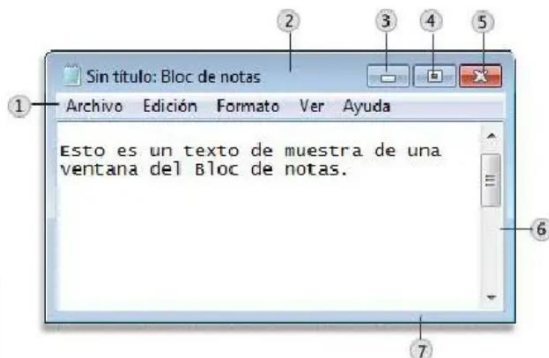 2 3 4 5
Sin título: Bloc de notas
1 Archivo Edición Formato Ver Ayuda
Esto es un texto de muestra de una
ventana del Bloc de notas.
6
7